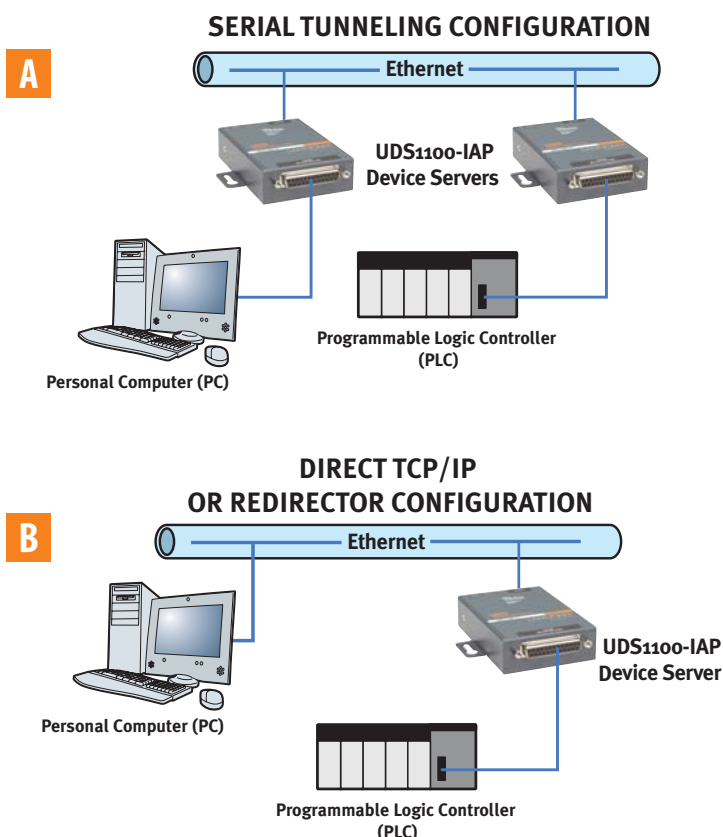 SERIAL TUNNELING CONFIGURATION
A
Ethernet
UDS1100-IAP
Device Servers
Programmable Logic Controller
(PLC)
Personal Computer (PC)
DIRECT TCP/IP
OR REDIRECTOR CONFIGURATION
B
Ethernet
UDS1100-IAP
Device Server
Personal Computer (PC)
Programmable Logic Controller
(PLC)